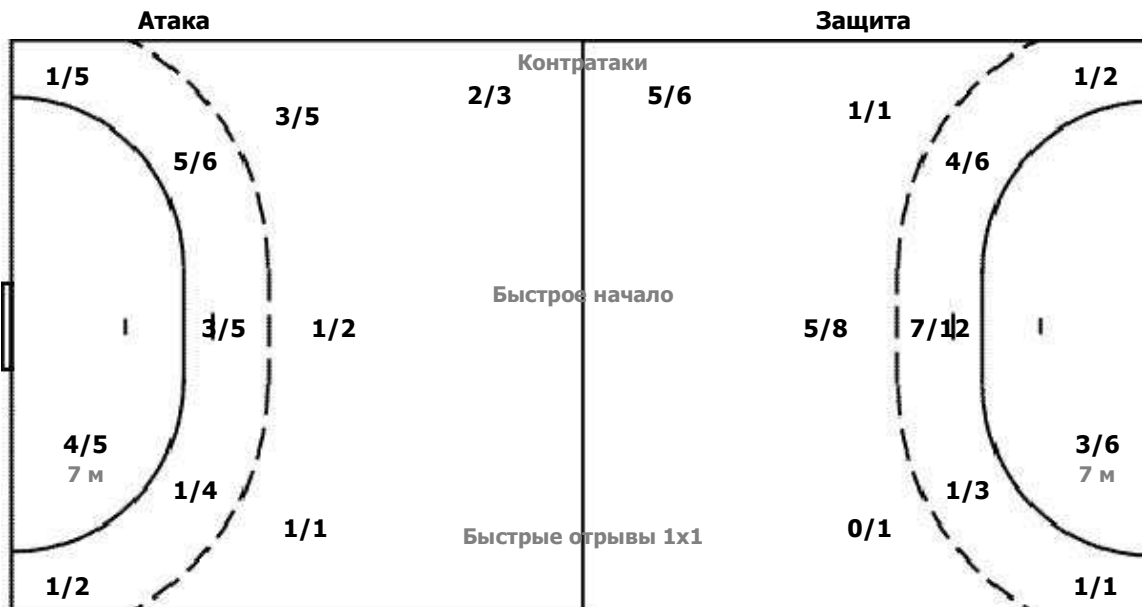 Атака Защита
Контратаки
1/5 2/3 5/6 1/2
3/5 1/1
5/6 4/6
Быстрое начало
3/5 1/2 5/8 7/12
4/5 3/6
7 м 7 м
1/4 1/3
1/1 Быстрые отрывы 1x1 0/1
1/2 1/1